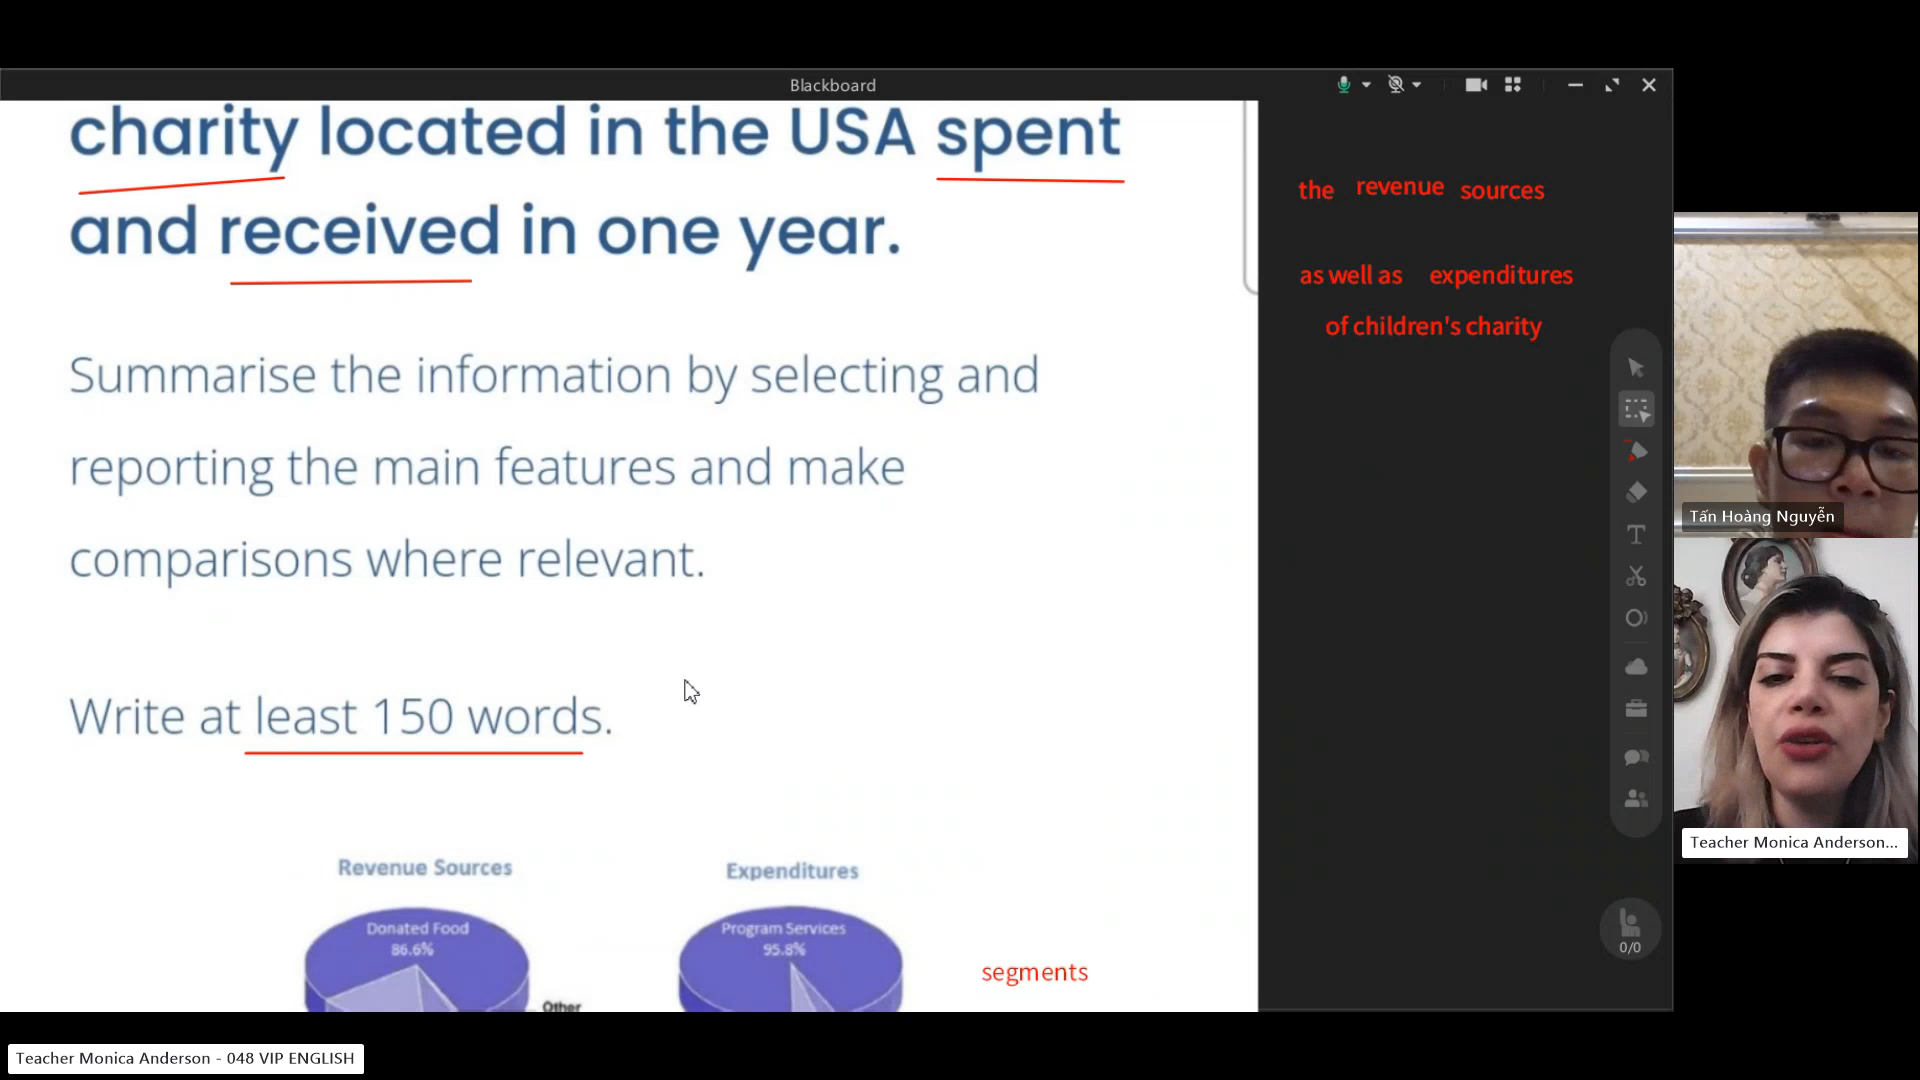 Blackboard
charity located in the USA spent
and received in one year.
Summarise the information by selecting and
reporting the main features and make
comparisons where relevant.
Write at least 150 words.
Revenue Sources
Donated Food
86.6%
Other
Expenditures
Program Services
95.8%
segments
the revenue sources
as well as expenditures
of children's charity
0/0
Tấn Hoàng Nguyễn
Teacher Monica Anderson...
Teacher Monica Anderson - 048 VIP ENGLISH